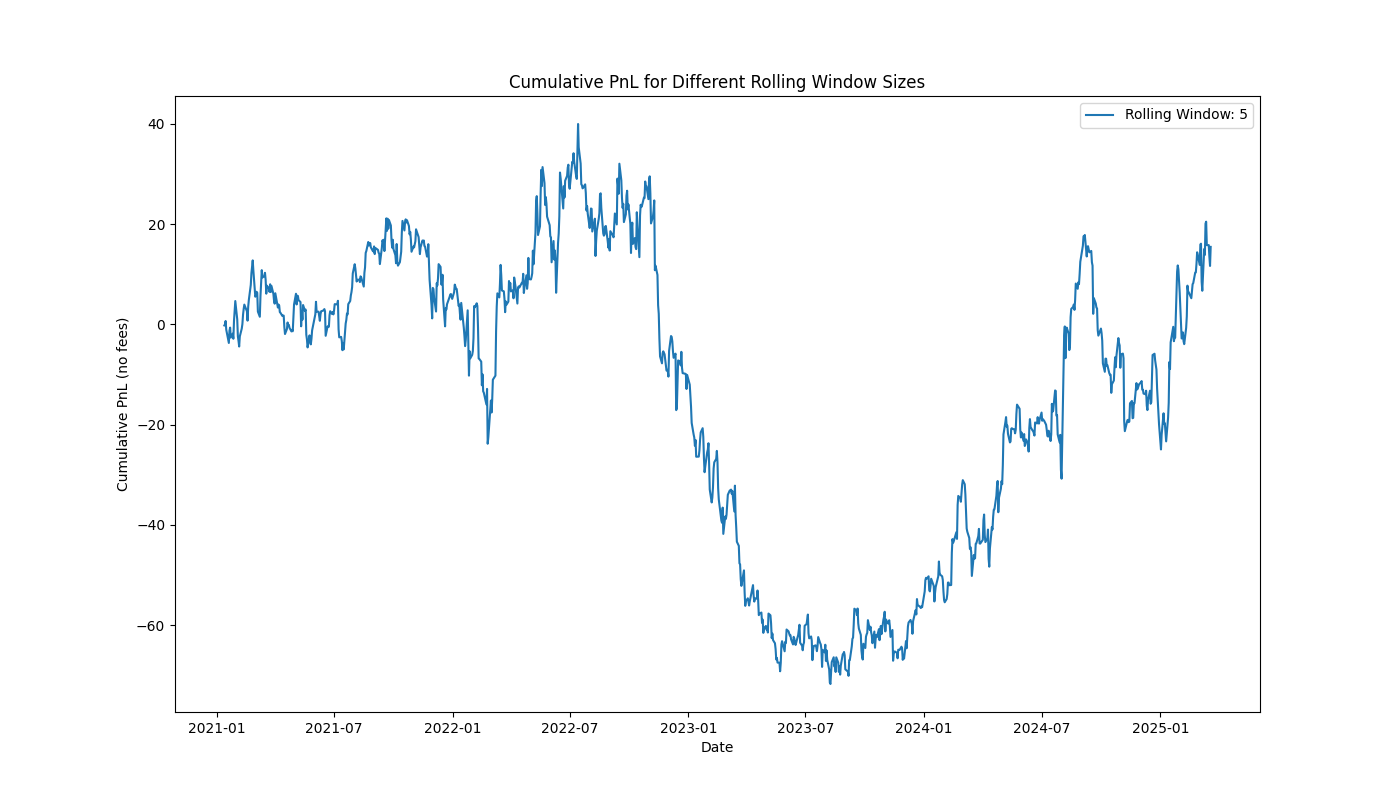 Cumulative PnL for Different Rolling Window Sizes
Rolling Window: 5
Cumulative PnL (no fees)
40
20
0
−20
−40
−60
2021-01 2021-07 2022-01 2022-07 2023-01 2023-07 2024-01 2024-07 2025-01
Date